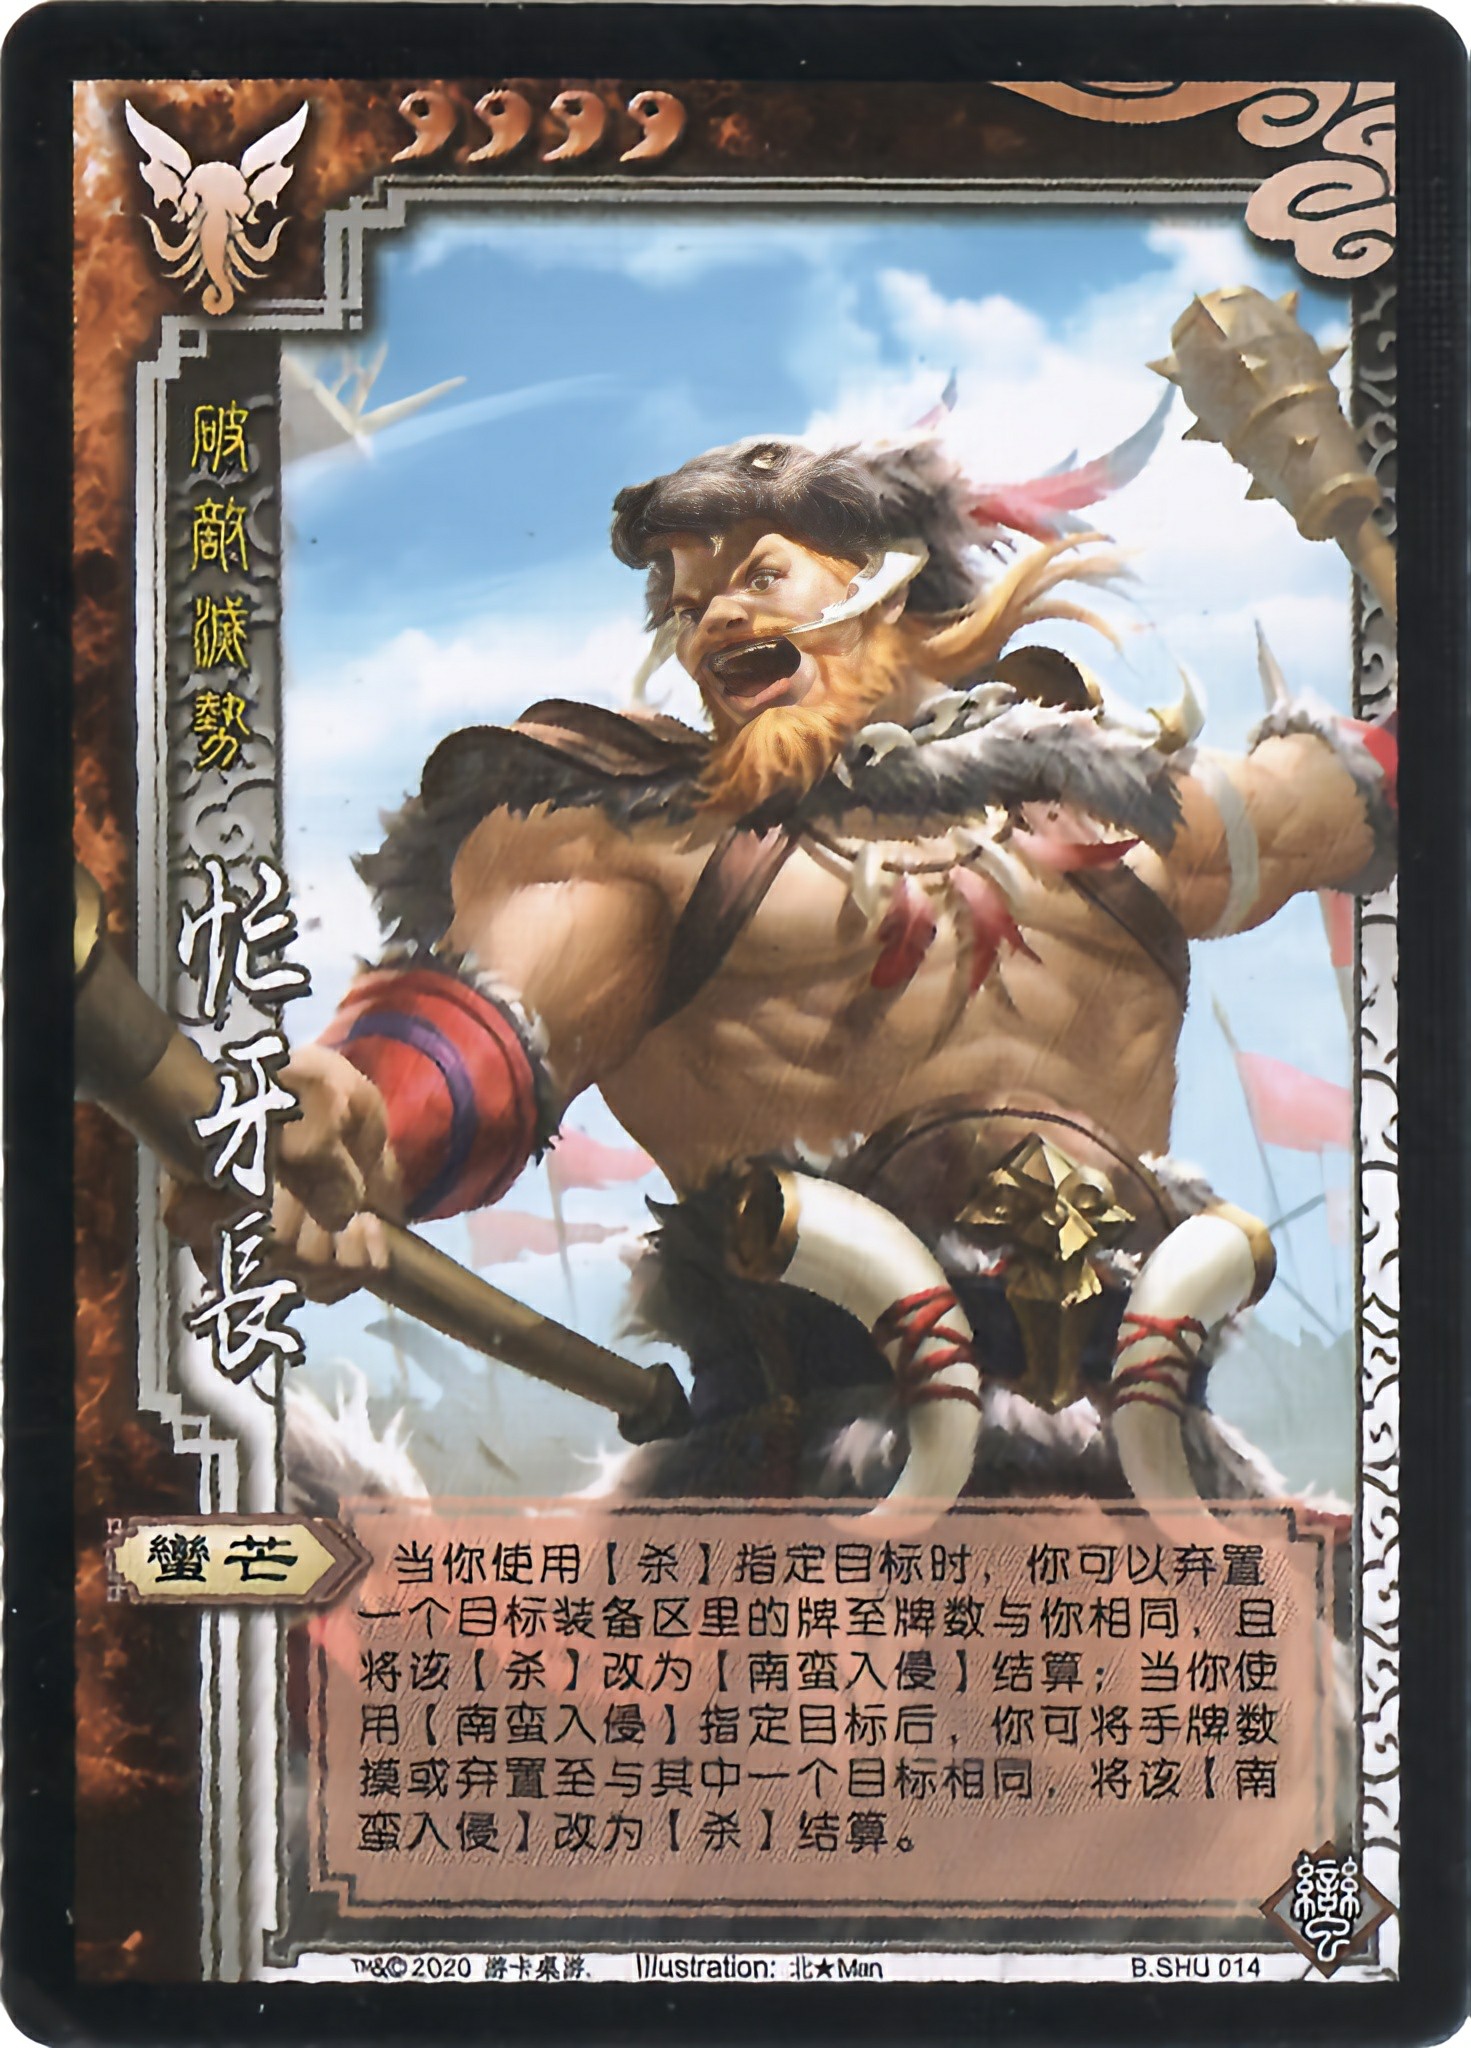 破敵滅勢
忙牙長
蠻芒
当你使用【杀】指定目标时，你可以弃置
一个目标装备区里的牌至牌数与你相同，且
将该【杀】改为【南蛮入侵】结算；当你使
用【南蛮入侵】指定目标后，你可将手牌数
摸或弃置至与其中一个目标相同，将该【南
蛮入侵】改为【杀】结算。
™&© 2020 游卡桌游. Illustration: 北★Man
B.SHU 014